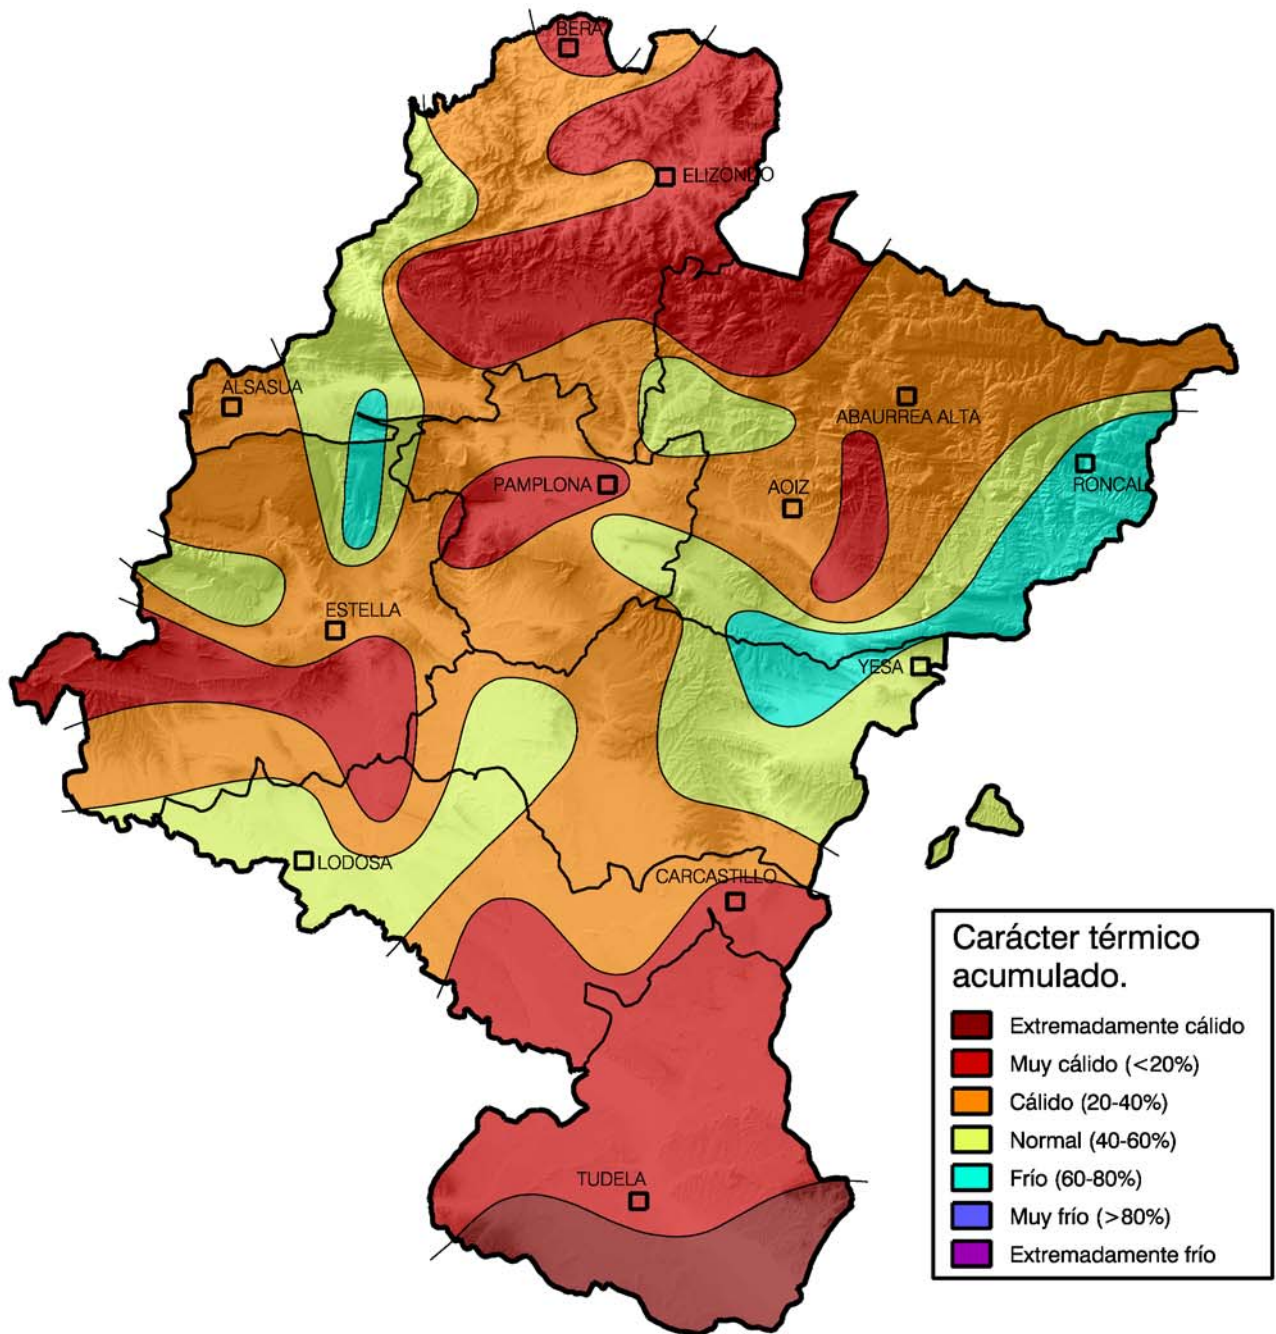 BERA
ELIZONDO
ALSASUA
ABAURREA ALTA
PAMPLONA
AOIZ
RONCAL
ESTELLA
YESA
LODOSA
CARCASTILLO
TUDELA
Carácter térmico
acumulado.
Extremadamente cálido
Muy cálido (<20%)
Cálido (20-40%)
Normal (40-60%)
Frío (60-80%)
Muy frío (>80%)
Extremadamente frío